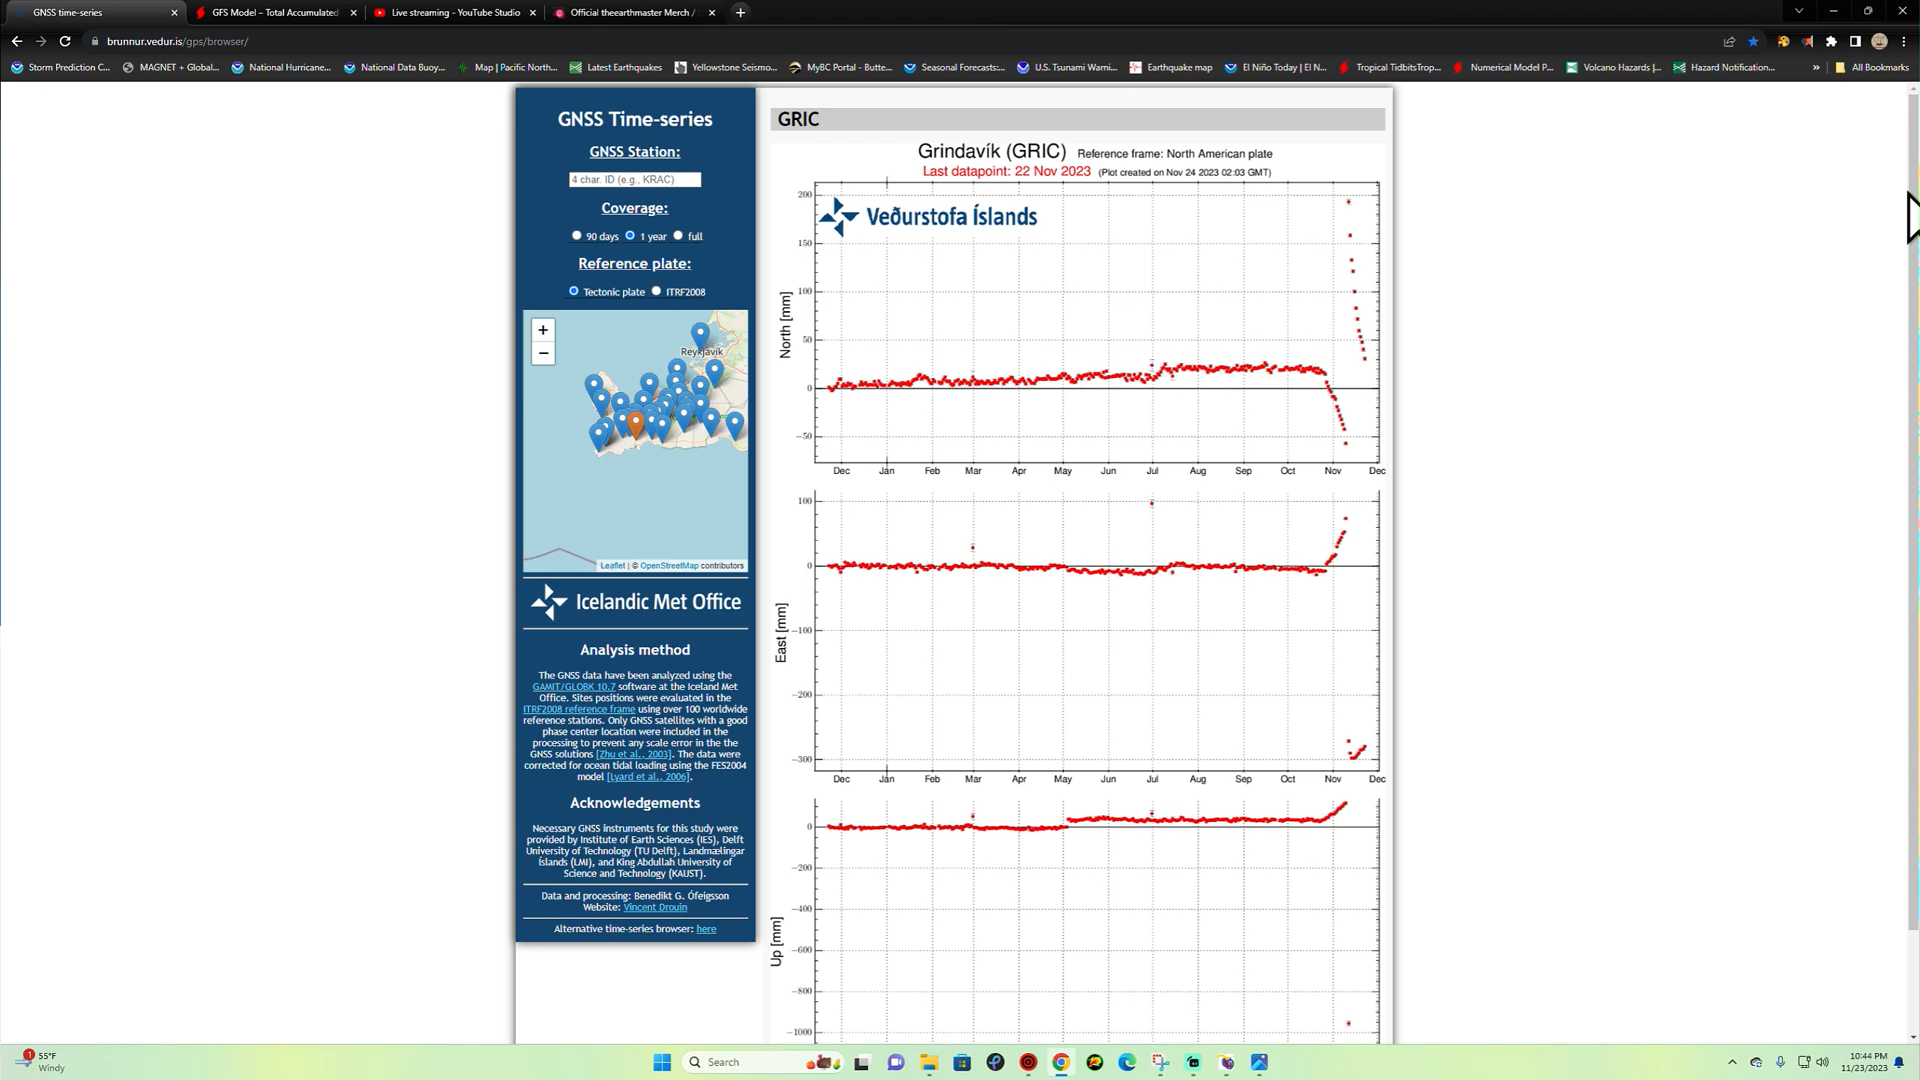 GNSS Time-series
GFS Model – Total Accumulated
Live streaming - YouTube Studio
Official theearthmaster Merch /
brunnur.vedur.is/gps/browser/
Storm Prediction C...
MAGNET + Global...
National Hurricane...
National Data Buoy...
Map | Pacific North...
Latest Earthquakes
Yellowstone Seismo...
MyBC Portal - Butte...
Seasonal Forecasts:...
U.S. Tsunami Warni...
Earthquake map
El Niño Today | El N...
Tropical TidbitsTrop...
Numerical Model P...
Volcano Hazards |...
Hazard Notification...
»
All Bookmarks
GNSS Time-series
GNSS Station:
4 char. ID (e.g., KRAC)
Coverage:
90 days 1 year full
Reference plate:
Tectonic plate ITRF2008
+
−
Reykjavík
Leaflet | © OpenStreetMap contributors
Icelandic Met Office
Analysis method
The GNSS data have been analyzed using the
GAMIT/GLOBK 10.7 software at the Iceland Met
Office. Sites positions were evaluated in the
ITRF2008 reference frame using over 100 worldwide
reference stations. Only GNSS satellites with a good
phase center location were included in the
processing to prevent any scale error in the the
GNSS solutions [Zhu et al., 2003]. The data were
corrected for ocean tidal loading using the FES2004
model [Lyard et al., 2006].
Acknowledgements
Necessary GNSS instruments for this study were
provided by Institute of Earth Sciences (IES), Delft
University of Technology (TU Delft), Landmælingar
Íslands (LMI), and King Abdullah University of
Science and Technology (KAUST).
Data and processing: Benedikt G. Ófeigsson
Website: Vincent Drouin
Alternative time-series browser: here
GRIC
Grindavík (GRIC) Reference frame: North American plate
Last datapoint: 22 Nov 2023 (Plot created on Nov 24 2023 02:03 GMT)
Veðurstofa Íslands
North [mm]
200
150
100
50
0
−50
Dec Jan Feb Mar Apr May Jun Jul Aug Sep Oct Nov Dec
East [mm]
100
0
−100
−200
−300
Dec Jan Feb Mar Apr May Jun Jul Aug Sep Oct Nov Dec
Up [mm]
0
−200
−400
−600
−800
−1000
1
55°F
Windy
Search
10:44 PM
11/23/2023